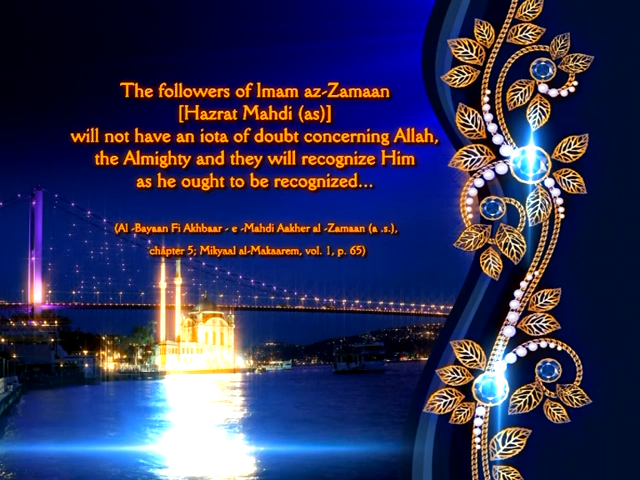 The followers of Imam az-Zamaan
[Hazrat Mahdi (as)]
will not have an iota of doubt concerning Allah,
the Almighty and they will recognize Him
as he ought to be recognized...
(Al -Bayaan Fi Akhbaar - e -Mahdi Aakher al -Zamaan (a .s.),
chapter 5; Mikyaal al-Makaarem, vol. 1, p. 65)